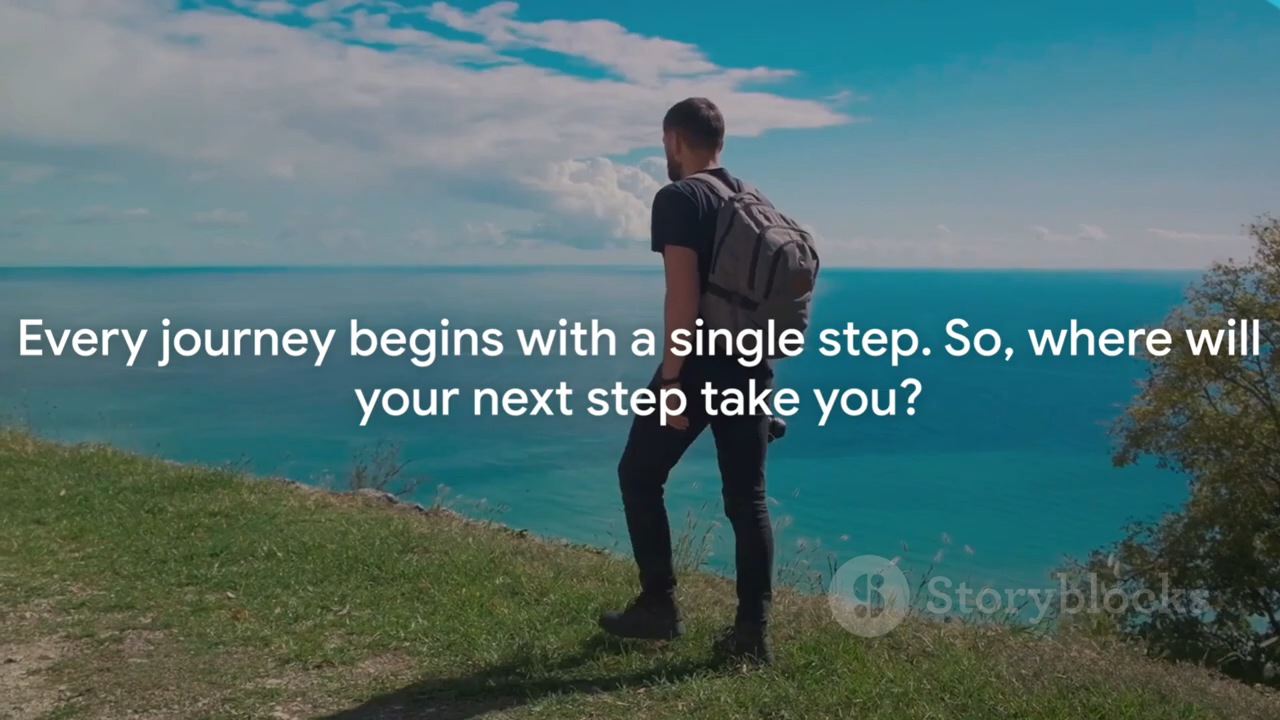 Every journey begins with a single step. So, where will
your next step take you?
Storyblocks